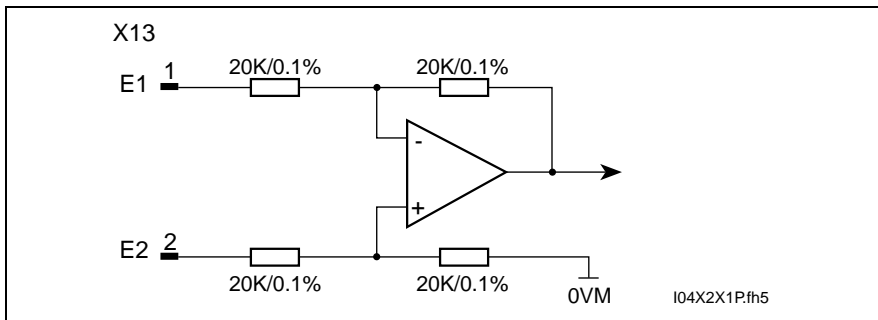 X13
E1 1 20K/0.1% 20K/0.1%
-
+
E2 2
20K/0.1% 20K/0.1%
0VM
I04X2X1P.fh5